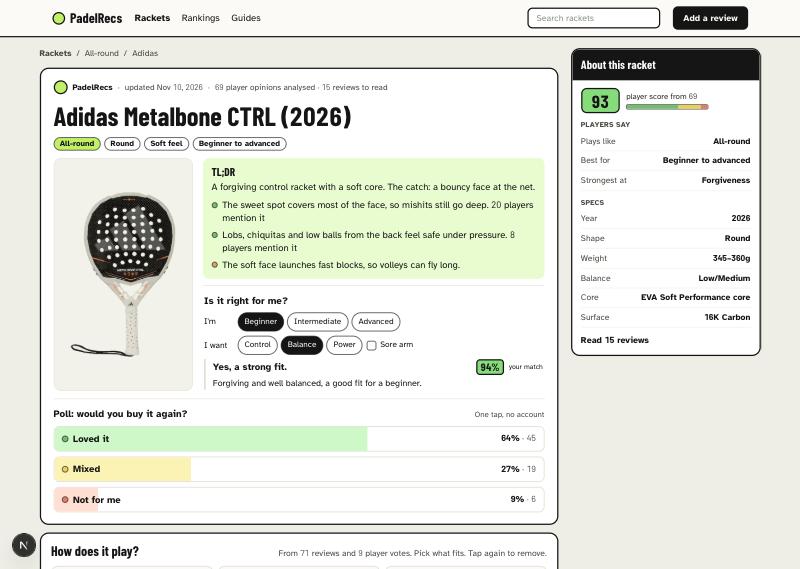 PadelRecs
Rackets
Rankings
Guides
Search rackets
Add a review
Rackets / All-round / Adidas
PadelRecs · updated Nov 10, 2026 · 69 player opinions analysed · 15 reviews to read
Adidas Metalbone CTRL (2026)
All-round
Round
Soft feel
Beginner to advanced
TL;DR
A forgiving control racket with a soft core. The catch: a bouncy face at the net.
The sweet spot covers most of the face, so mishits still go deep. 20 players
mention it
Lobs, chiquitas and low balls from the back feel safe under pressure. 8
players mention it
The soft face launches fast blocks, so volleys can fly long.
Is it right for me?
I'm
Beginner
Intermediate
Advanced
I want
Control
Balance
Power
Sore arm
Yes, a strong fit.
94% your match
Forgiving and well balanced, a good fit for a beginner.
Poll: would you buy it again?
One tap, no account
Loved it
64% · 45
Mixed
27% · 19
Not for me
9% · 6
How does it play?
From 71 reviews and 9 player votes. Pick what fits. Tap again to remove.
About this racket
93
player score from 69
PLAYERS SAY
Plays like
All-round
Best for
Beginner to advanced
Strongest at
Forgiveness
SPECS
Year
2026
Shape
Round
Weight
345–360g
Balance
Low/Medium
Core
EVA Soft Performance core
Surface
16K Carbon
Read 15 reviews
N